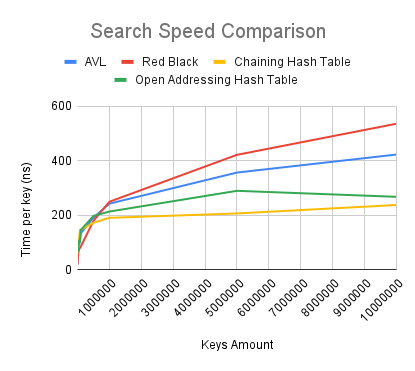 Search Speed Comparison
AVL Red Black Chaining Hash Table
Open Addressing Hash Table
Time per key (ns)
600
400
200
0
1000000 2000000 3000000 4000000 5000000 6000000 7000000 8000000 9000000 10000000
Keys Amount